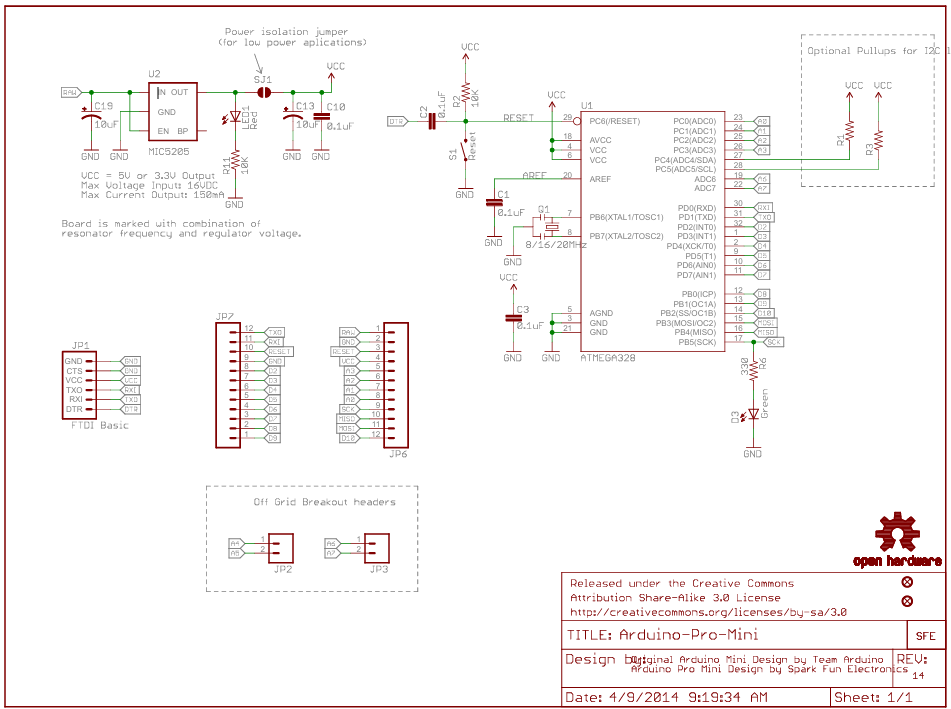 Power isolation jumper
(for low power aplications)
VCC
SJ1
RAW
U2
IN OUT
GND
EN BP
MIC5205
C19
10uF
GND
GND
LED1
Red
R11
10K
GND
C13
10uF
GND
C10
0.1uF
GND
VCC = 5V or 3.3V Output
Max Voltage Input: 16VDC
Max Current Output: 150mA
Board is marked with combination of
resonator frequency and regulator voltage.
VCC
R2
10K
DTR
C2
0.1uF
RESET
S1
Reset
GND
AREF
C1
0.1uF
GND
Q1
8/16/20MHz
GND
VCC
C3
0.1uF
GND
GND
VCC
U1
29 PC6(/RESET)
18 AVCC
4 VCC
6 VCC
20 AREF
7 PB6(XTAL1/TOSC1)
8 PB7(XTAL2/TOSC2)
5 AGND
3 GND
21 GND
ATMEGA328
PC0(ADC0) 23 A0
PC1(ADC1) 24 A1
PC2(ADC2) 25 A2
PC3(ADC3) 26 A3
PC4(ADC4/SDA) 27
PC5(ADC5/SCL) 28
ADC6 19 A6
ADC7 22 A7
PD0(RXD) 30 RXI
PD1(TXD) 31 TXO
PD2(INT0) 32 D2
PD3(INT1) 1 D3
PD4(XCK/T0) 2 D4
PD5(T1) 9 D5
PD6(AIN0) 10 D6
PD7(AIN1) 11 D7
PB0(ICP) 12 D8
PB1(OC1A) 13 D9
PB2(SS/OC1B) 14 D10
PB3(MOSI/OC2) 15 MOSI
PB4(MISO) 16 MISO
PB5(SCK) 17 SCK
Optional Pullups for I2C
VCC VCC
R1
R3
330
R6
D3
Green
GND
JP1
GND GND
CTS GND
VCC VCC
TXO RXI
RXI TXO
DTR DTR
FTDI Basic
JP7
12 TXO
11 RXI
10 RESET
9 GND
8 D2
7 D3
6 D4
5 D5
4 D6
3 D7
2 D8
1 D9
RAW 1
GND 2
RESET 3
VCC 4
A3 5
A2 6
A1 7
A0 8
SCK 9
MISO 10
MOSI 11
D10 12
JP6
Off Grid Breakout headers
A4 1
A5 2
JP2
A6 1
A7 2
JP3
open hardware
Released under the Creative Commons
Attribution Share-Alike 3.0 License
http://creativecommons.org/licenses/by-sa/3.0
TITLE: Arduino-Pro-Mini
SFE
Design by:
Original Arduino Mini Design by Team Arduino
Arduino Pro Mini Design by Spark Fun Electronics
REV:
14
Date: 4/9/2014 9:19:34 AM
Sheet: 1/1